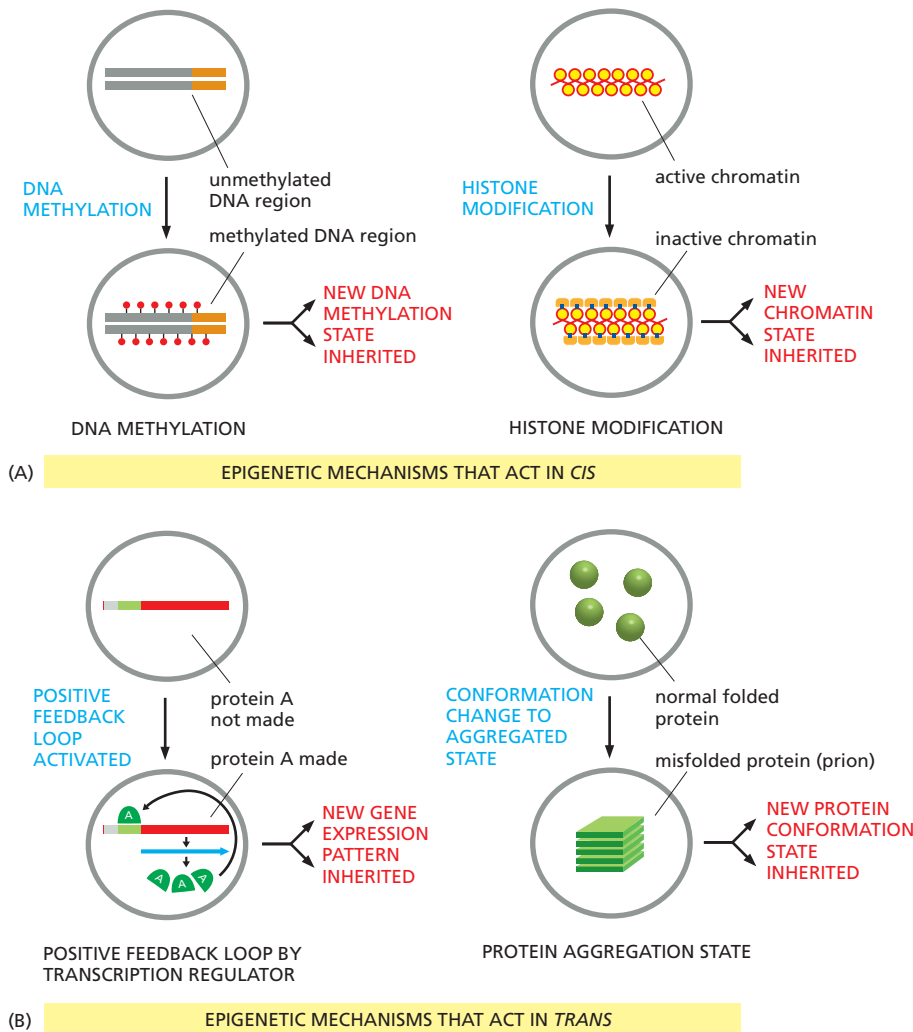 DNA
METHYLATION
unmethylated
DNA region
methylated DNA region
NEW DNA
METHYLATION
STATE
INHERITED
DNA METHYLATION
HISTONE
MODIFICATION
active chromatin
inactive chromatin
NEW
CHROMATIN
STATE
INHERITED
HISTONE MODIFICATION
(A) EPIGENETIC MECHANISMS THAT ACT IN CIS
POSITIVE
FEEDBACK
LOOP
ACTIVATED
protein A
not made
protein A made
A
A
A
A
NEW GENE
EXPRESSION
PATTERN
INHERITED
POSITIVE FEEDBACK LOOP BY
TRANSCRIPTION REGULATOR
CONFORMATION
CHANGE TO
AGGREGATED
STATE
normal folded
protein
misfolded protein (prion)
NEW PROTEIN
CONFORMATION
STATE
INHERITED
PROTEIN AGGREGATION STATE
(B) EPIGENETIC MECHANISMS THAT ACT IN TRANS